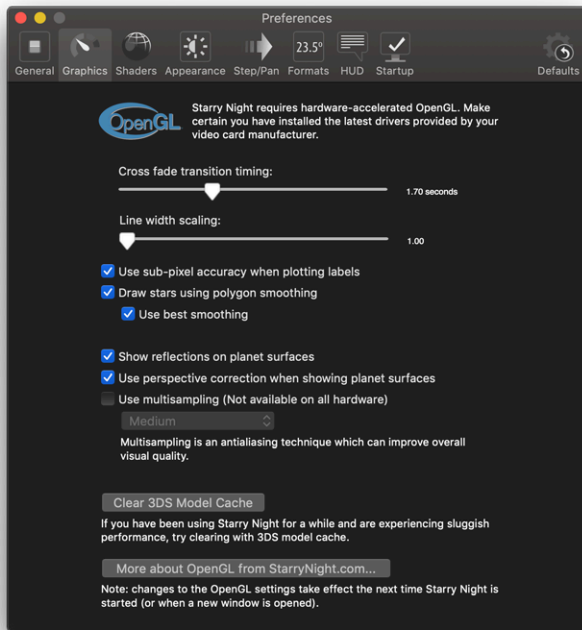 Preferences
General Graphics Shaders Appearance Step/Pan Formats HUD Startup Defaults
23.5°
OpenGL
Starry Night requires hardware-accelerated OpenGL. Make
certain you have installed the latest drivers provided by your
video card manufacturer.
Cross fade transition timing:
1.70 seconds
Line width scaling:
1.00
Use sub-pixel accuracy when plotting labels
Draw stars using polygon smoothing
Use best smoothing
Show reflections on planet surfaces
Use perspective correction when showing planet surfaces
Use multisampling (Not available on all hardware)
Medium
Multisampling is an antialiasing technique which can improve overall
visual quality.
Clear 3DS Model Cache
If you have been using Starry Night for a while and are experiencing sluggish
performance, try clearing with 3DS model cache.
More about OpenGL from StarryNight.com...
Note: changes to the OpenGL settings take effect the next time Starry Night is
started (or when a new window is opened).